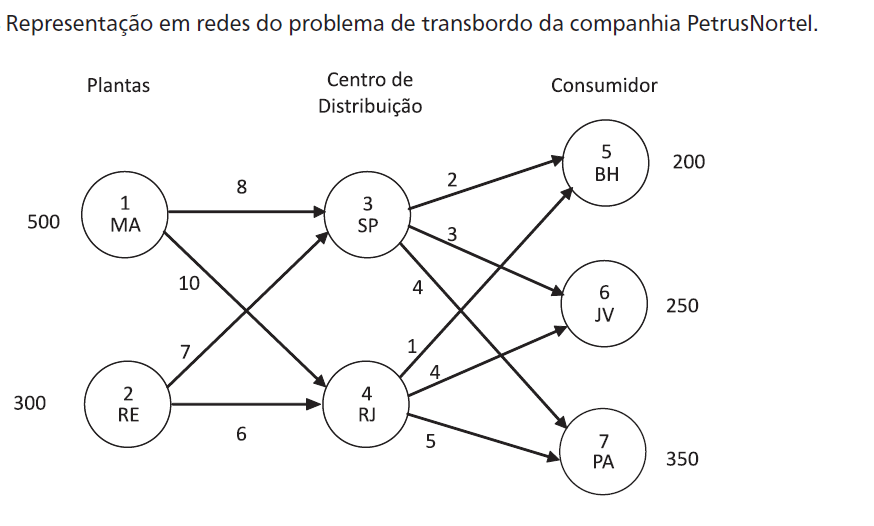 Representação em redes do problema de transbordo da companhia PetrusNortel.
Plantas
Centro de
Distribuição
Consumidor
500
1
MA
300
2
RE
8
10
7
6
3
SP
4
RJ
2
3
4
1
4
5
5
BH
200
6
JV
250
7
PA
350